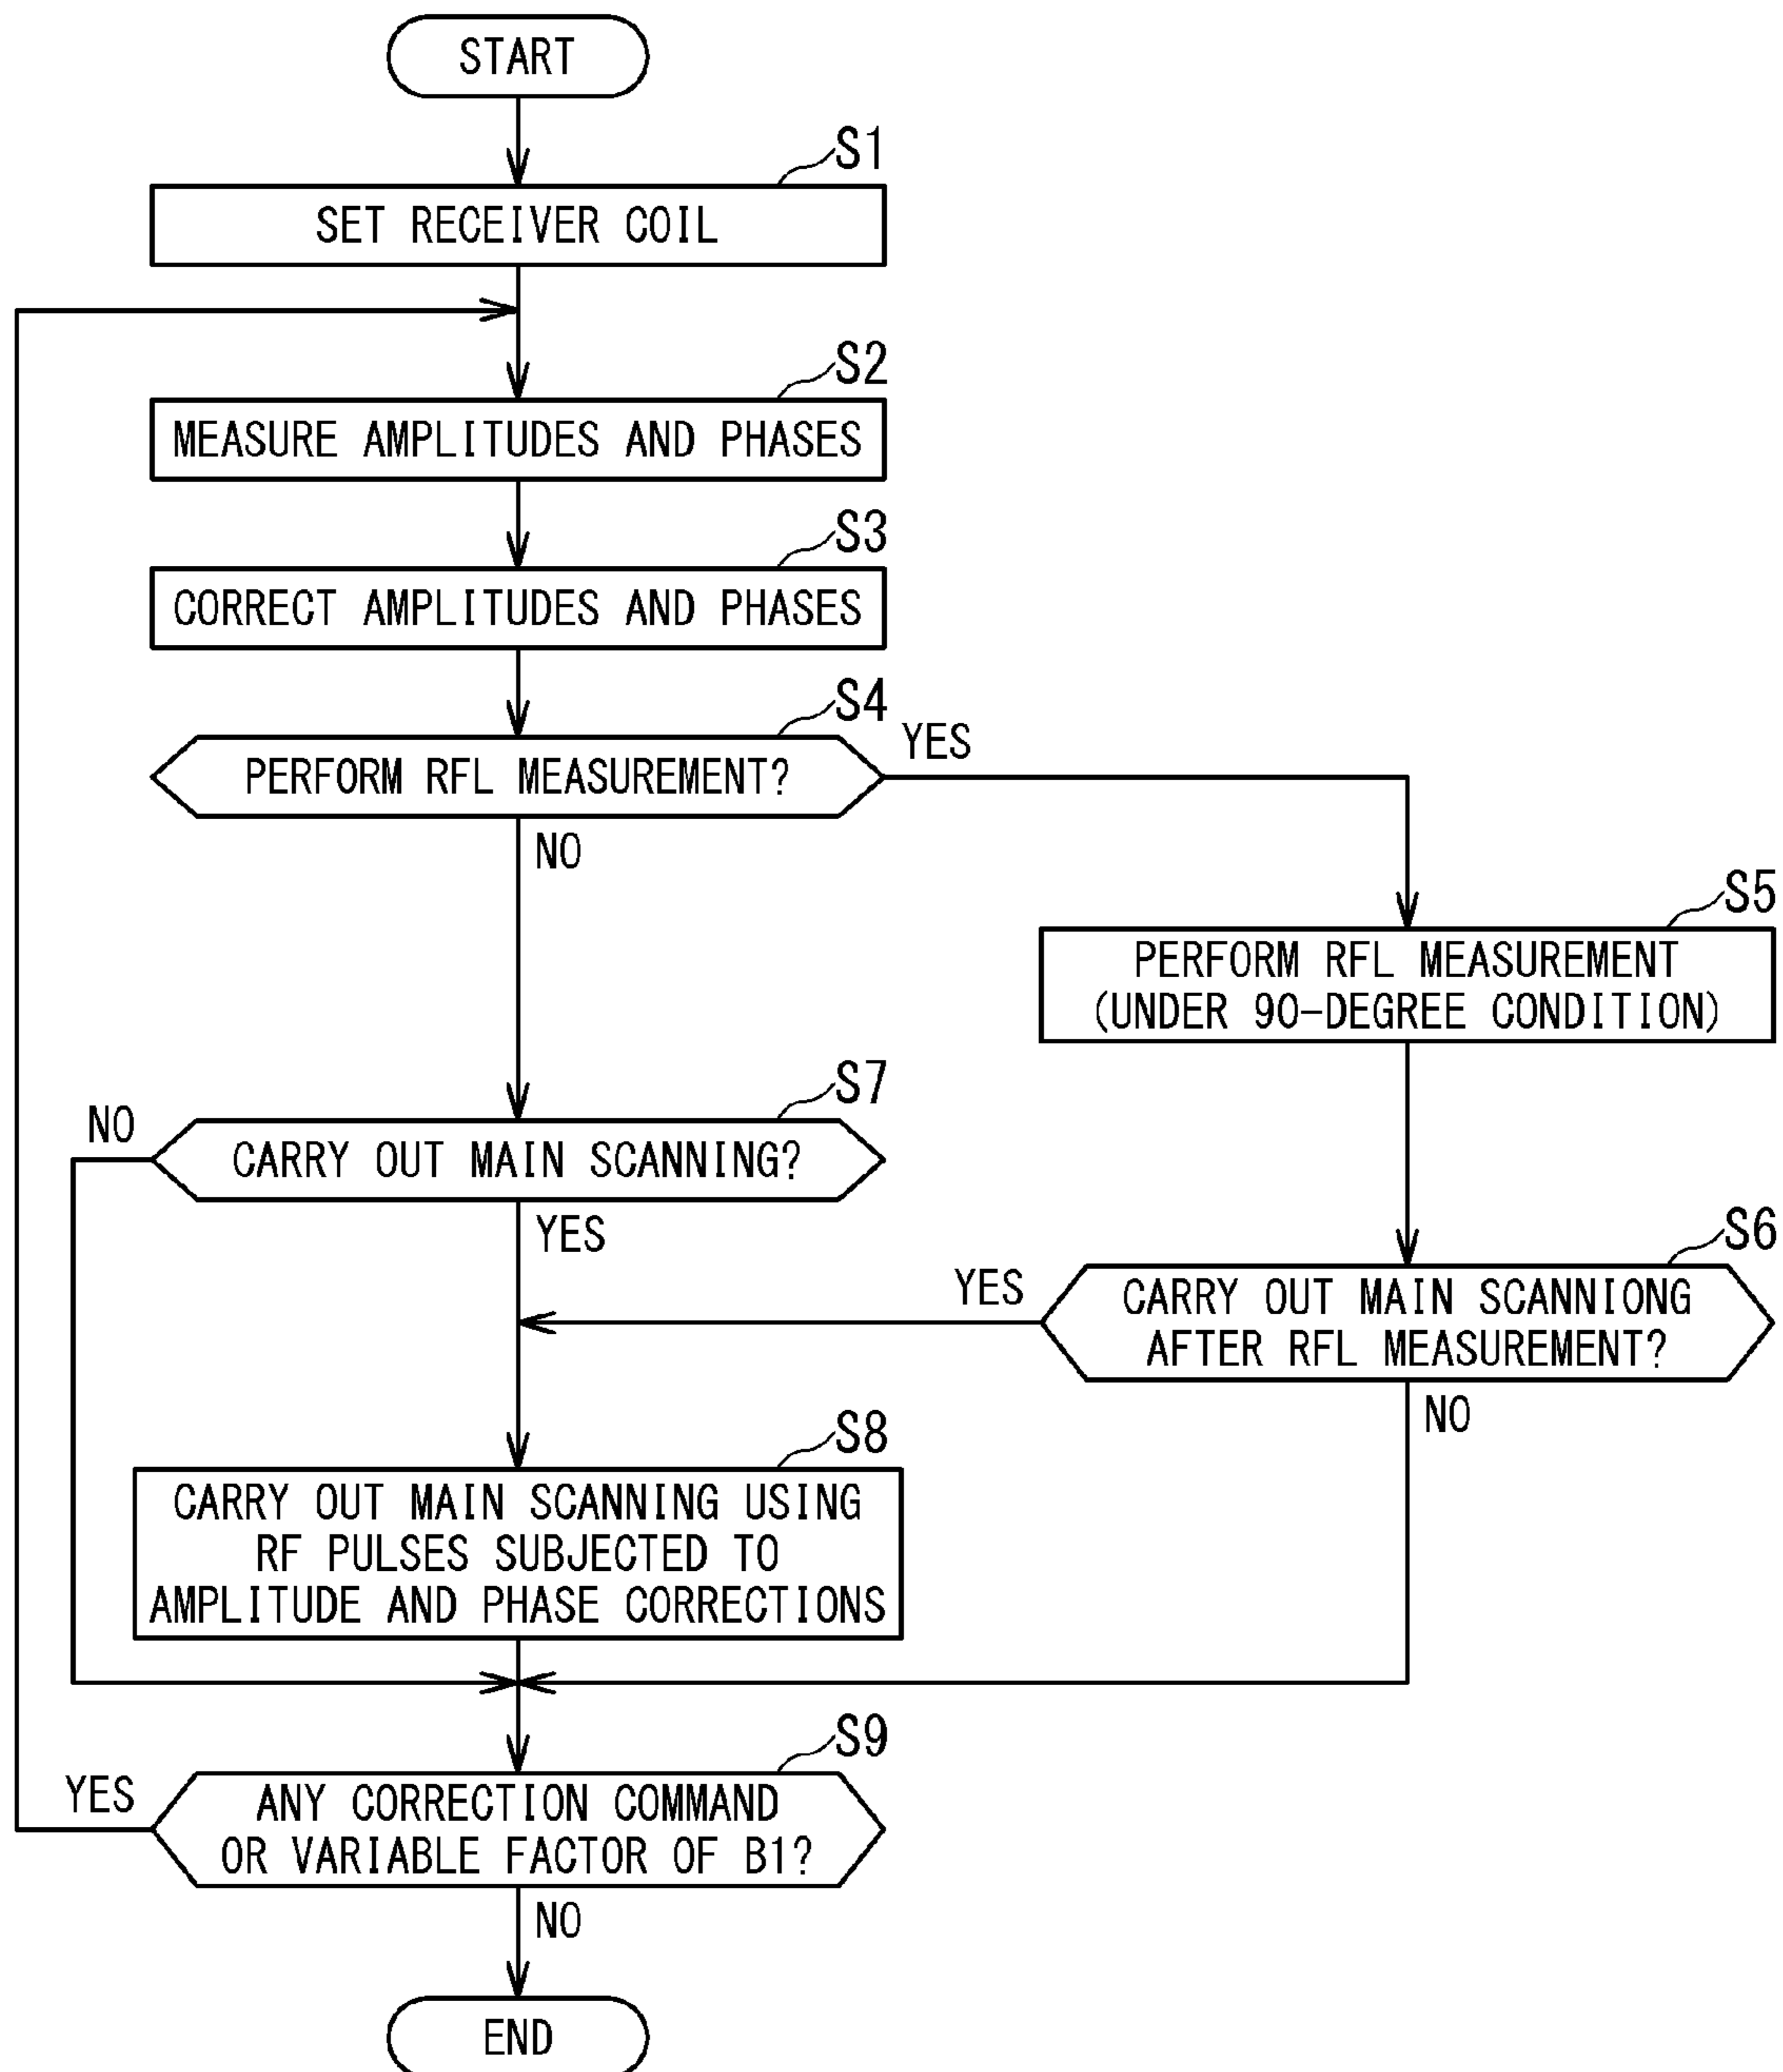 START
S1
SET RECEIVER COIL
S2
MEASURE AMPLITUDES AND PHASES
S3
CORRECT AMPLITUDES AND PHASES
S4
PERFORM RFL MEASUREMENT?
YES
NO
S5
PERFORM RFL MEASUREMENT
(UNDER 90-DEGREE CONDITION)
S7
NO
CARRY OUT MAIN SCANNING?
YES
S6
YES
CARRY OUT MAIN SCANNIONG
AFTER RFL MEASUREMENT?
NO
S8
CARRY OUT MAIN SCANNING USING
RF PULSES SUBJECTED TO
AMPLITUDE AND PHASE CORRECTIONS
S9
YES
ANY CORRECTION COMMAND
OR VARIABLE FACTOR OF B1?
NO
END